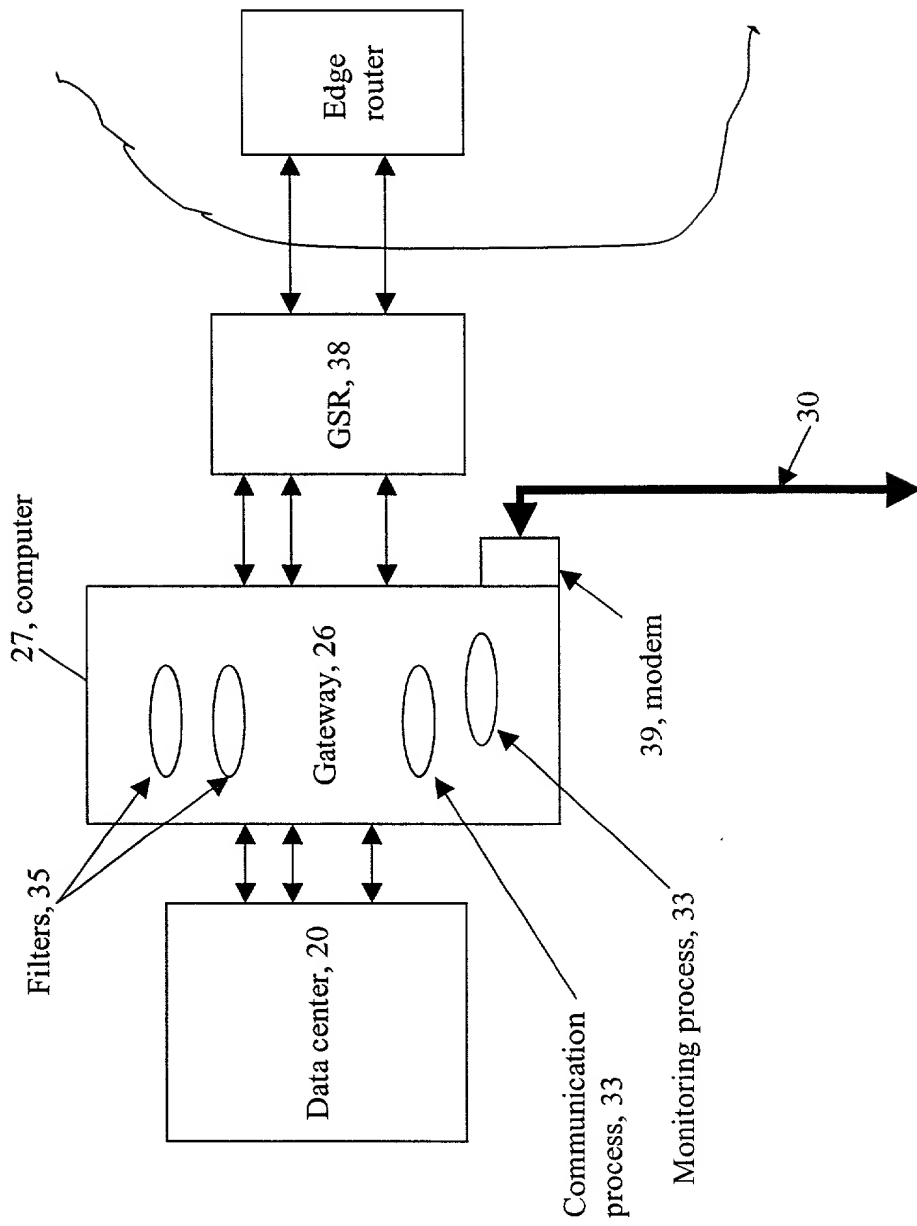 27, computer
Filters, 35
Data center, 20
Gateway, 26
GSR, 38
Edge
router
Communication
process, 33
Monitoring process, 33
39, modem
30